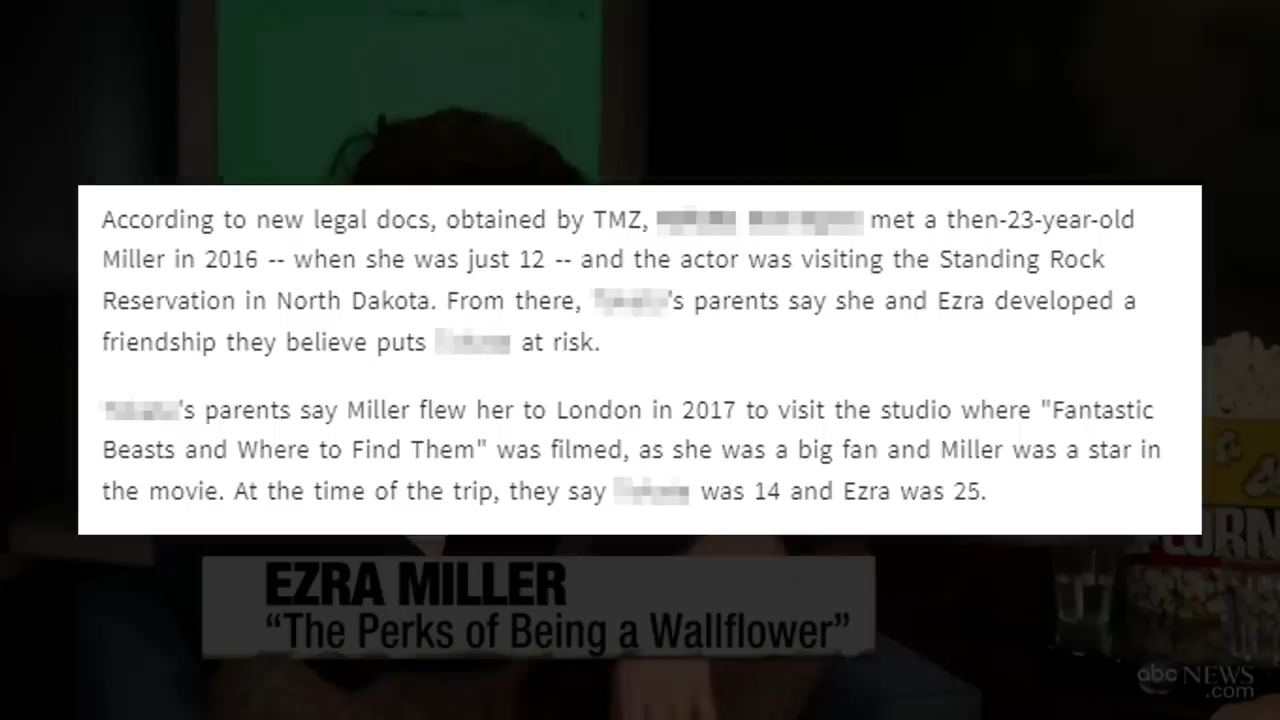 According to new legal docs, obtained by TMZ, met a then-23-year-old
Miller in 2016 -- when she was just 12 -- and the actor was visiting the Standing Rock
Reservation in North Dakota. From there, 's parents say she and Ezra developed a
friendship they believe puts at risk.
's parents say Miller flew her to London in 2017 to visit the studio where "Fantastic
Beasts and Where to Find Them" was filmed, as she was a big fan and Miller was a star in
the movie. At the time of the trip, they say was 14 and Ezra was 25.
CORN
EZRA MILLER
“The Perks of Being a Wallflower”
abc NEWS
.com